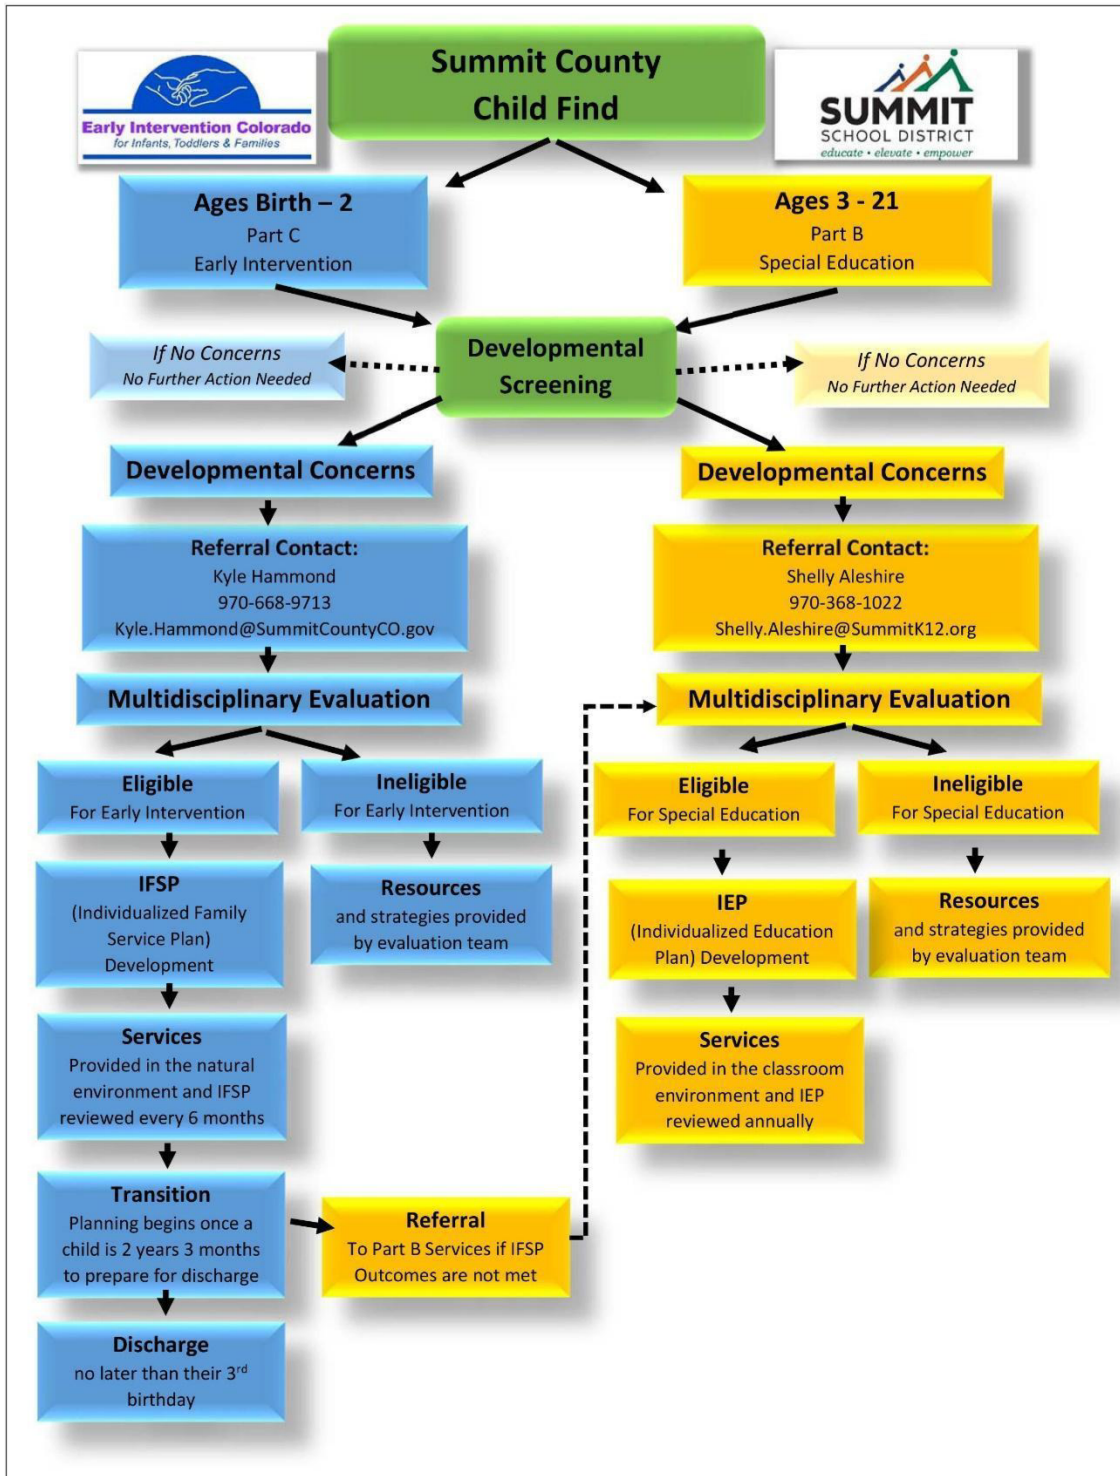 Summit County
Child Find
Early Intervention Colorado
for Infants, Toddlers & Families
SUMMIT
SCHOOL DISTRICT
educate • elevate • empower
Ages Birth – 2
Part C
Early Intervention
Ages 3 - 21
Part B
Special Education
Developmental
Screening
If No Concerns
No Further Action Needed
If No Concerns
No Further Action Needed
Developmental Concerns
Referral Contact:
Kyle Hammond
970-668-9713
Kyle.Hammond@SummitCountyCO.gov
Multidisciplinary Evaluation
Eligible
For Early Intervention
Ineligible
For Early Intervention
IFSP
(Individualized Family
Service Plan)
Development
Resources
and strategies provided
by evaluation team
Services
Provided in the natural
environment and IFSP
reviewed every 6 months
Transition
Planning begins once a
child is 2 years 3 months
to prepare for discharge
Referral
To Part B Services if IFSP
Outcomes are not met
Discharge
no later than their 3rd
birthday
Developmental Concerns
Referral Contact:
Shelly Aleshire
970-368-1022
Shelly.Aleshire@SummitK12.org
Multidisciplinary Evaluation
Eligible
For Special Education
Ineligible
For Special Education
IEP
(Individualized Education
Plan) Development
Resources
and strategies provided
by evaluation team
Services
Provided in the classroom
environment and IEP
reviewed annually